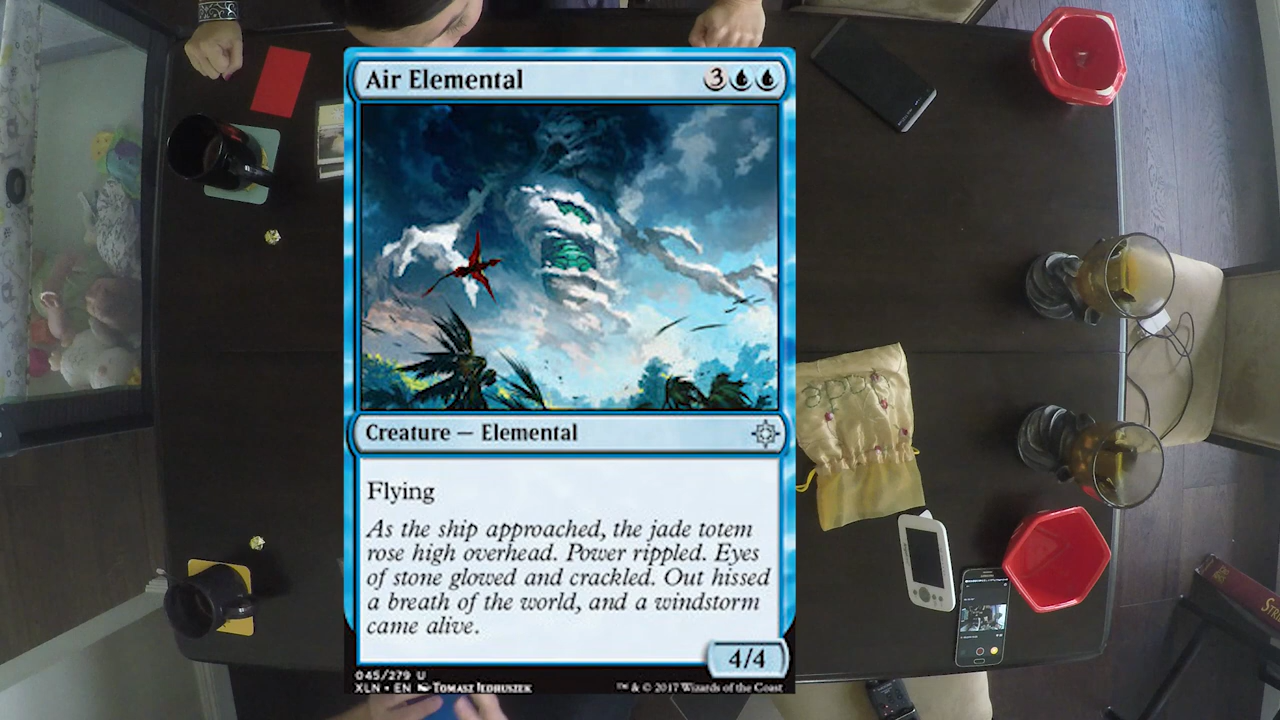 Air Elemental 3
Creature — Elemental
Flying
As the ship approached, the jade totem
rose high overhead. Power rippled. Eyes
of stone glowed and crackled. Out hissed
a breath of the world, and a windstorm
came alive.
4/4
045/279 U
XLN • EN Tomasz Jedruszek
™ & © 2017 Wizards of the Coast